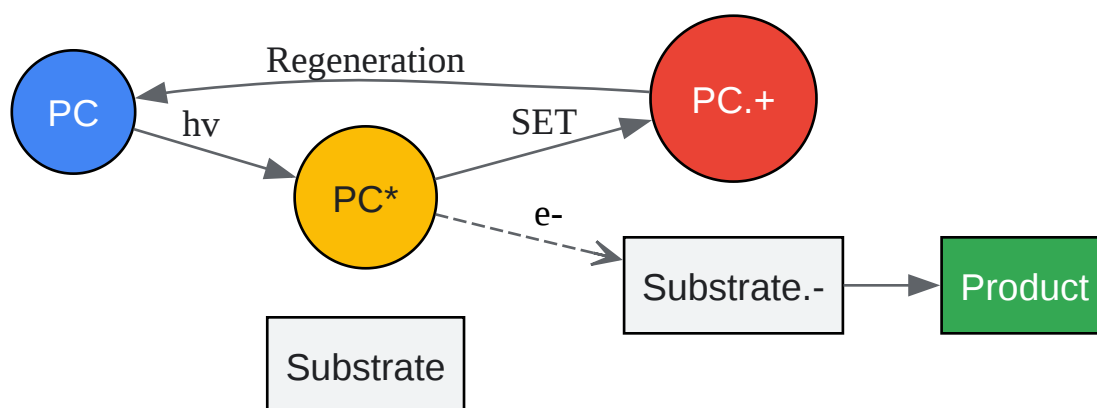 Regeneration
PC
hv
PC*
SET
PC.+
e-
Substrate.-
Product
Substrate